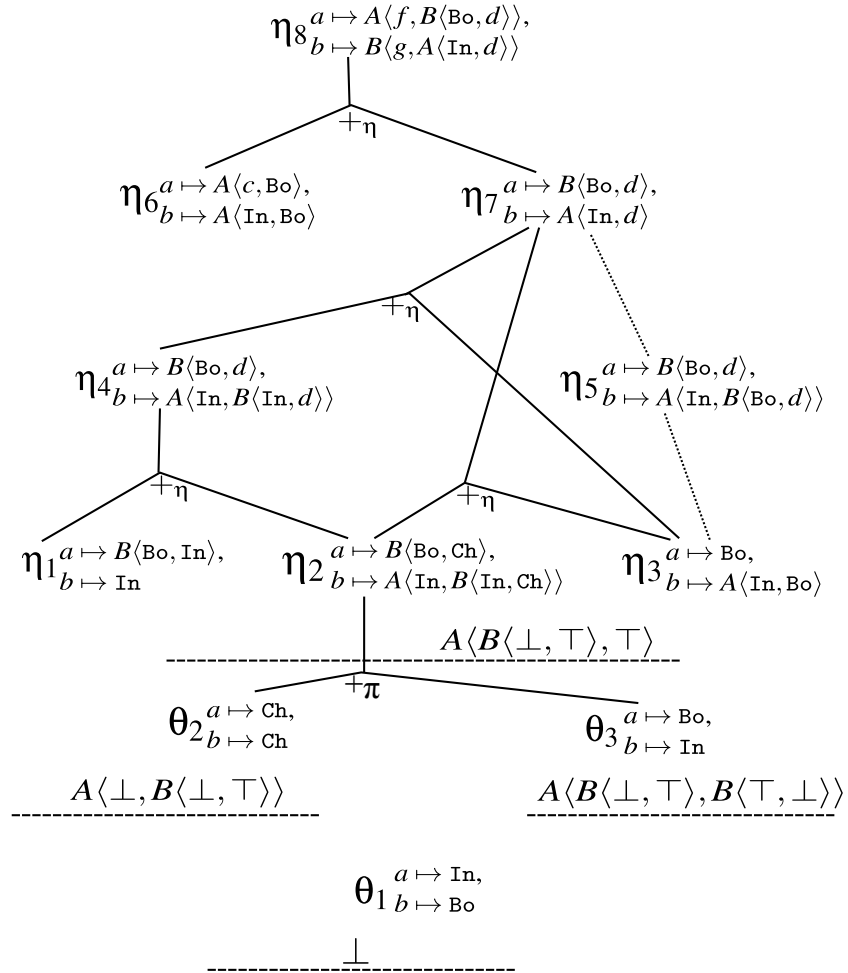 η₈ a ↦ A⟨f, B⟨Bo, d⟩⟩,
b ↦ B⟨g, A⟨In, d⟩⟩
+η
η₆ a ↦ A⟨c, Bo⟩,
b ↦ A⟨In, Bo⟩
η₇ a ↦ B⟨Bo, d⟩,
b ↦ A⟨In, d⟩
+η
η₄ a ↦ B⟨Bo, d⟩,
b ↦ A⟨In, B⟨In, d⟩⟩
η₅ a ↦ B⟨Bo, d⟩,
b ↦ A⟨In, B⟨Bo, d⟩⟩
+η
+η
η₁ a ↦ B⟨Bo, In⟩,
b ↦ In
η₂ a ↦ B⟨Bo, Ch⟩,
b ↦ A⟨In, B⟨In, Ch⟩⟩
η₃ a ↦ Bo,
b ↦ A⟨In, Bo⟩
A⟨B⟨⊥, ⊤⟩, ⊤⟩
+π
θ₂ a ↦ Ch,
b ↦ Ch
θ₃ a ↦ Bo,
b ↦ In
A⟨⊥, B⟨⊥, ⊤⟩⟩
A⟨B⟨⊥, ⊤⟩, B⟨⊤, ⊥⟩⟩
θ₁ a ↦ In,
b ↦ Bo
⊥